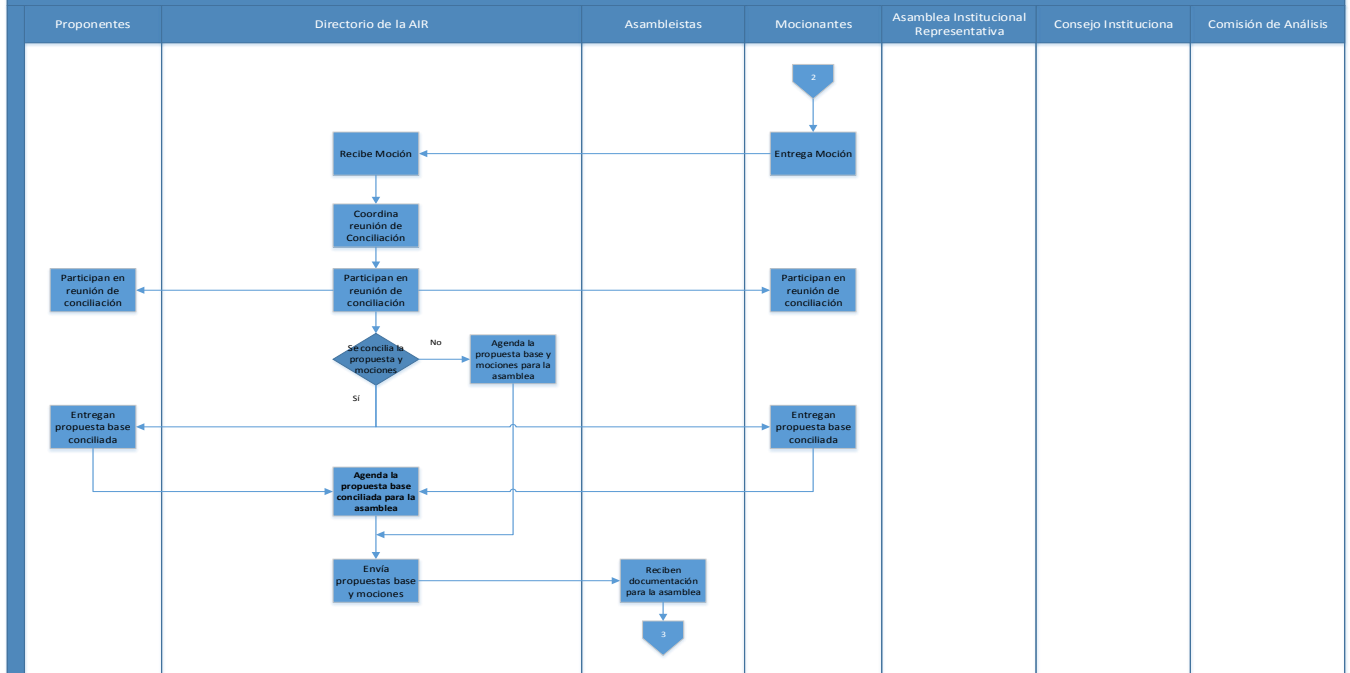 Proponentes
Directorio de la AIR
Asambleistas
Mocionantes
Asamblea Institucional
Representativa
Consejo Instituciona
Comisión de Análisis
2
Recibe Moción
Entrega Moción
Coordina
reunión de
Conciliación
Participan en
reunión de
conciliación
Participan en
reunión de
conciliación
Participan en
reunión de
conciliación
Se concilia la
propuesta y
mociones
No
Agenda la
propuesta base y
mociones para la
asamblea
Sí
Entregan
propuesta base
conciliada
Entregan
propuesta base
conciliada
Agenda la
propuesta base
conciliada para la
asamblea
Envía
propuestas base
y mociones
Reciben
documentación
para la asamblea
3